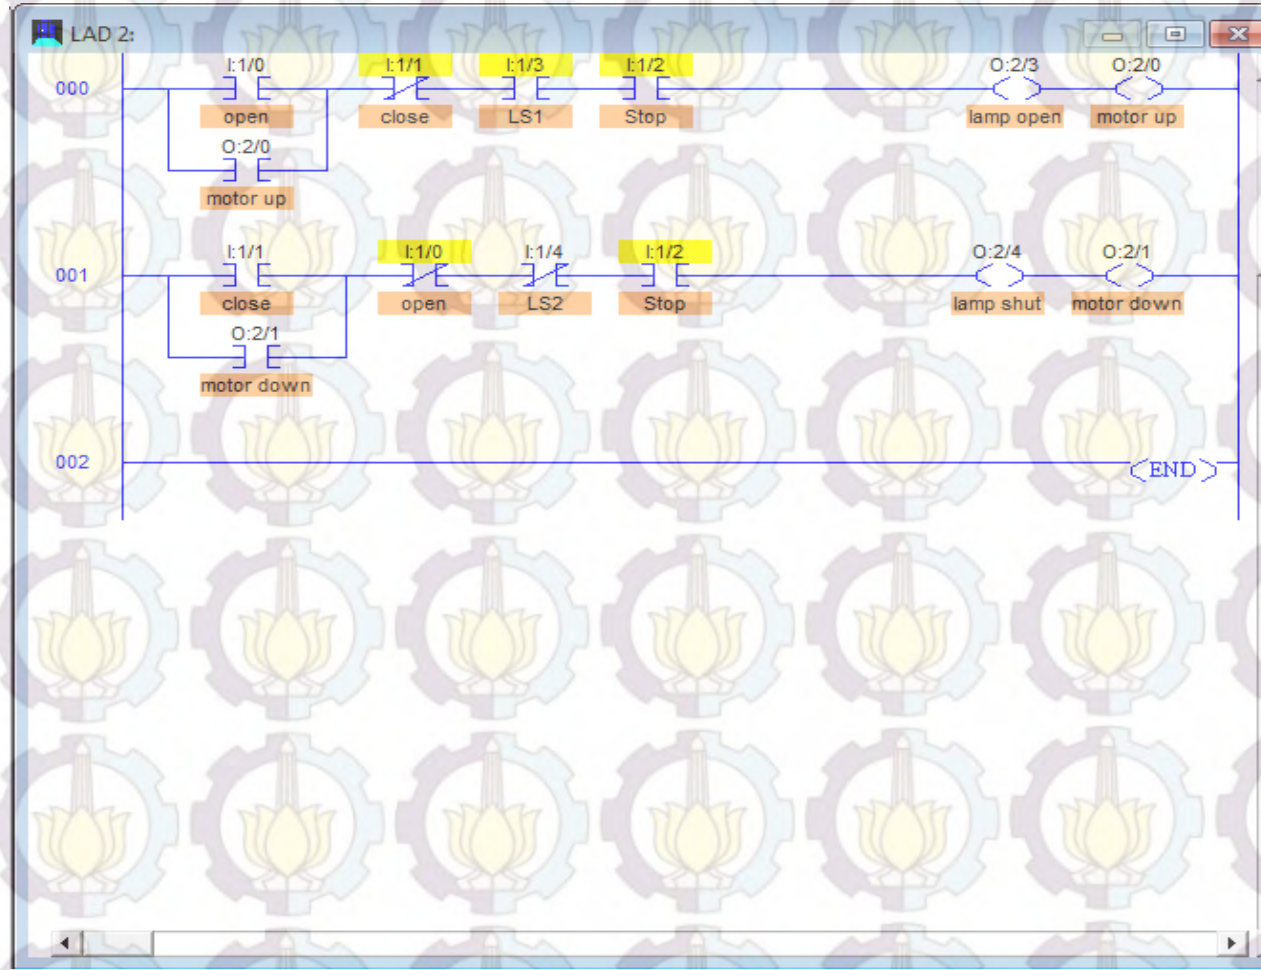 LAD 2:
I:1/0 I:1/1 I:1/3 I:1/2 O:2/3 O:2/0
000
open close LS1 Stop lamp open motor up
O:2/0
motor up
I:1/1 I:1/0 I:1/4 I:1/2 O:2/4 O:2/1
001
close open LS2 Stop lamp shut motor down
O:2/1
motor down
002
END